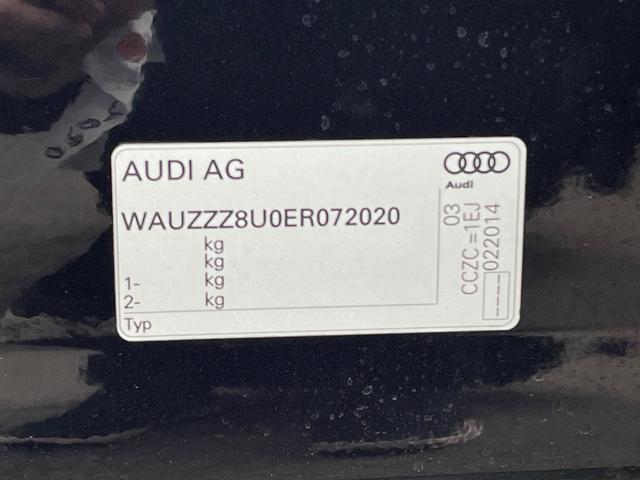 AUDI AG
Audi
WAUZZZ8U0ER072020
kg
kg
1- kg
2- kg
Typ
03
CCZC =1EJ
022014
----